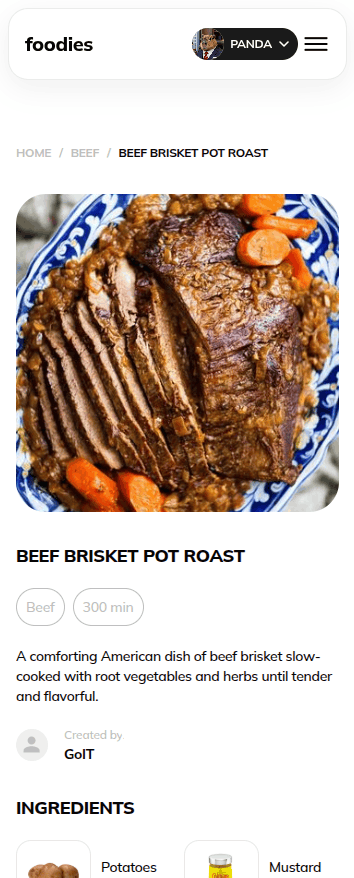 foodies
PANDA
HOME / BEEF / BEEF BRISKET POT ROAST
BEEF BRISKET POT ROAST
Beef 300 min
A comforting American dish of beef brisket slow-
cooked with root vegetables and herbs until tender
and flavorful.
Created by
GoIT
INGREDIENTS
Potatoes
Mustard